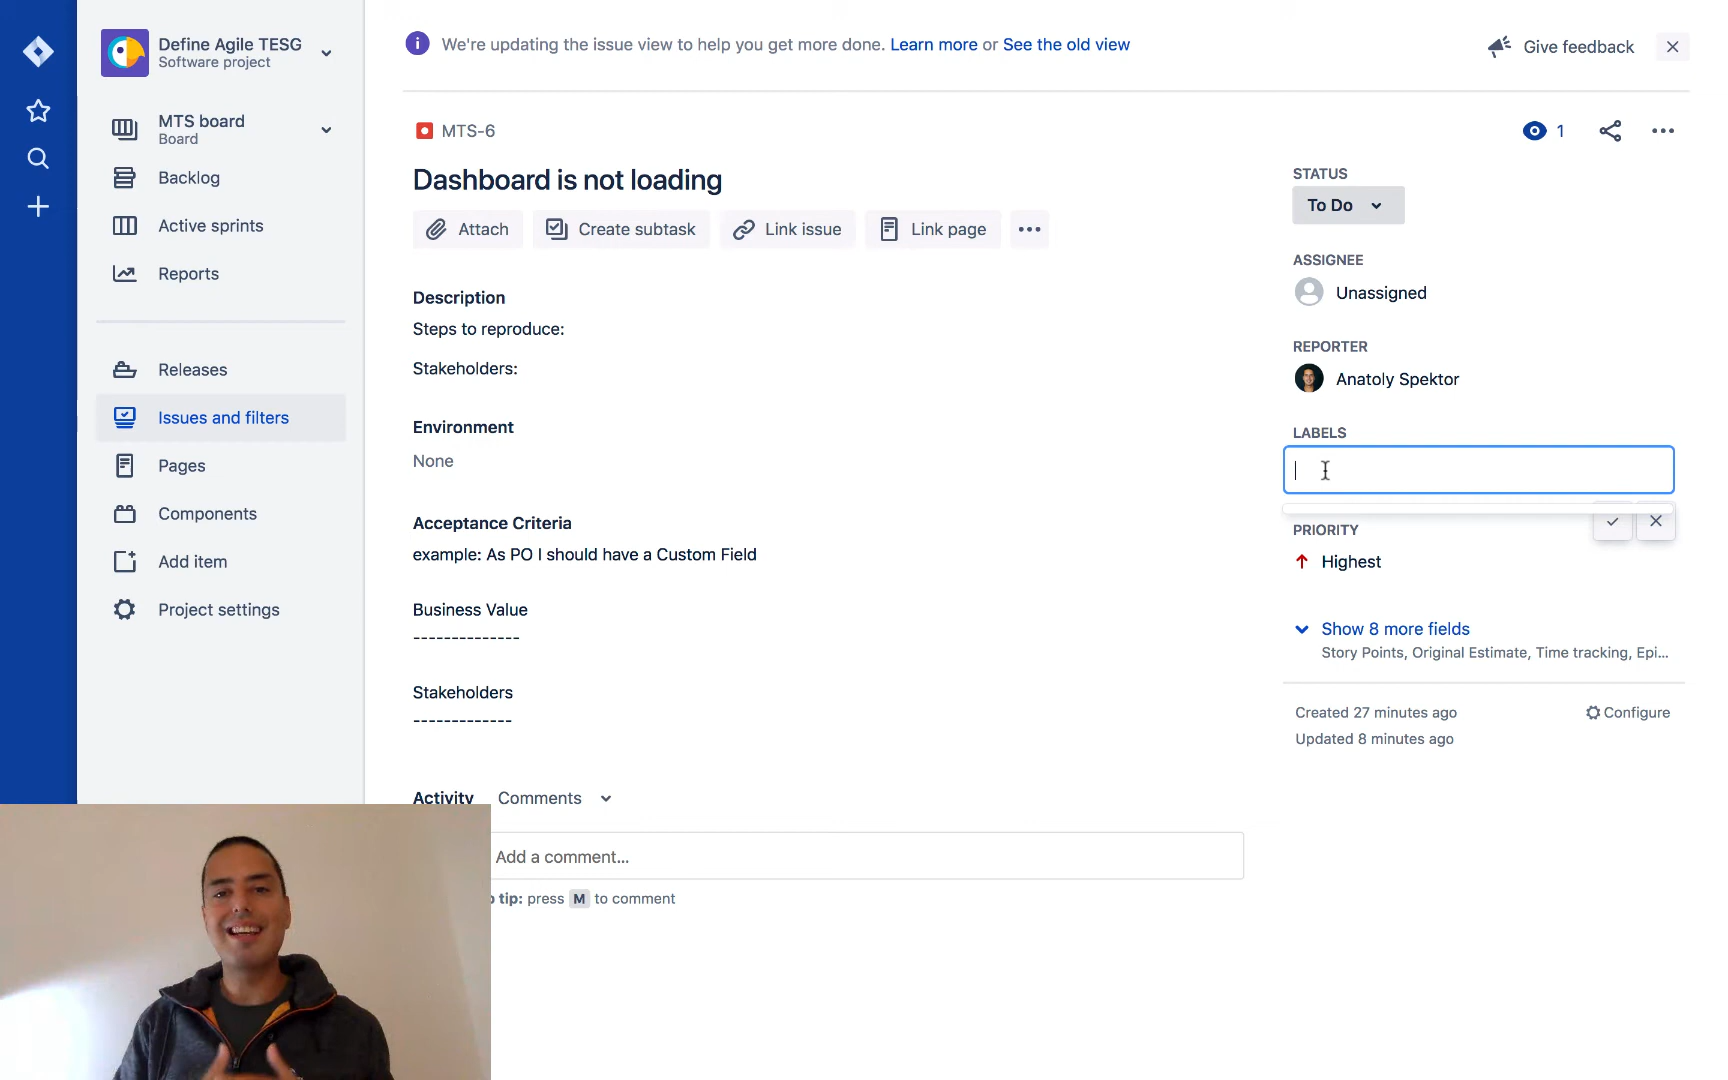 Define Agile TESG
Software project
MTS board
Board
Backlog
Active sprints
Reports
Releases
Issues and filters
Pages
Components
Add item
Project settings
We're updating the issue view to help you get more done. Learn more or See the old view
Give feedback
MTS-6
1
Dashboard is not loading
Attach
Create subtask
Link issue
Link page
Description
Steps to reproduce:
Stakeholders:
Environment
None
Acceptance Criteria
example: As PO I should have a Custom Field
Business Value
--------------
Stakeholders
-------------
Activity Comments
Add a comment...
tip: press M to comment
STATUS
To Do
ASSIGNEE
Unassigned
REPORTER
Anatoly Spektor
LABELS
PRIORITY
Highest
Show 8 more fields
Story Points, Original Estimate, Time tracking, Epi...
Created 27 minutes ago
Configure
Updated 8 minutes ago